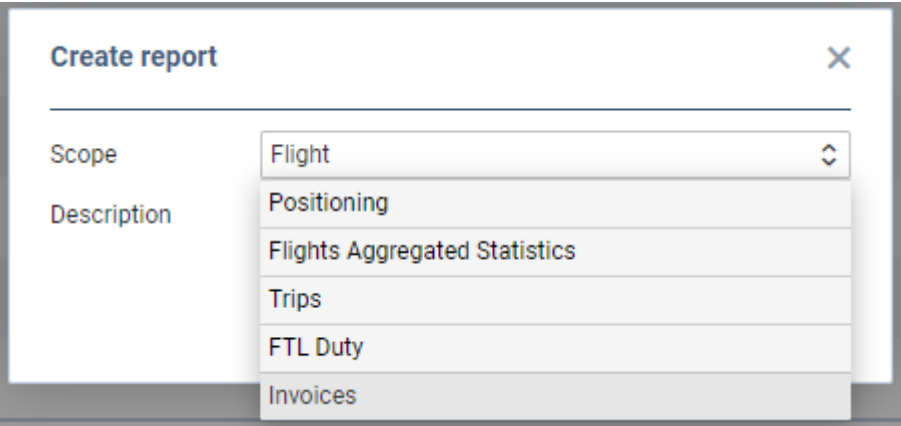 Create report
Scope
Flight
Description
Positioning
Flights Aggregated Statistics
Trips
FTL Duty
Invoices